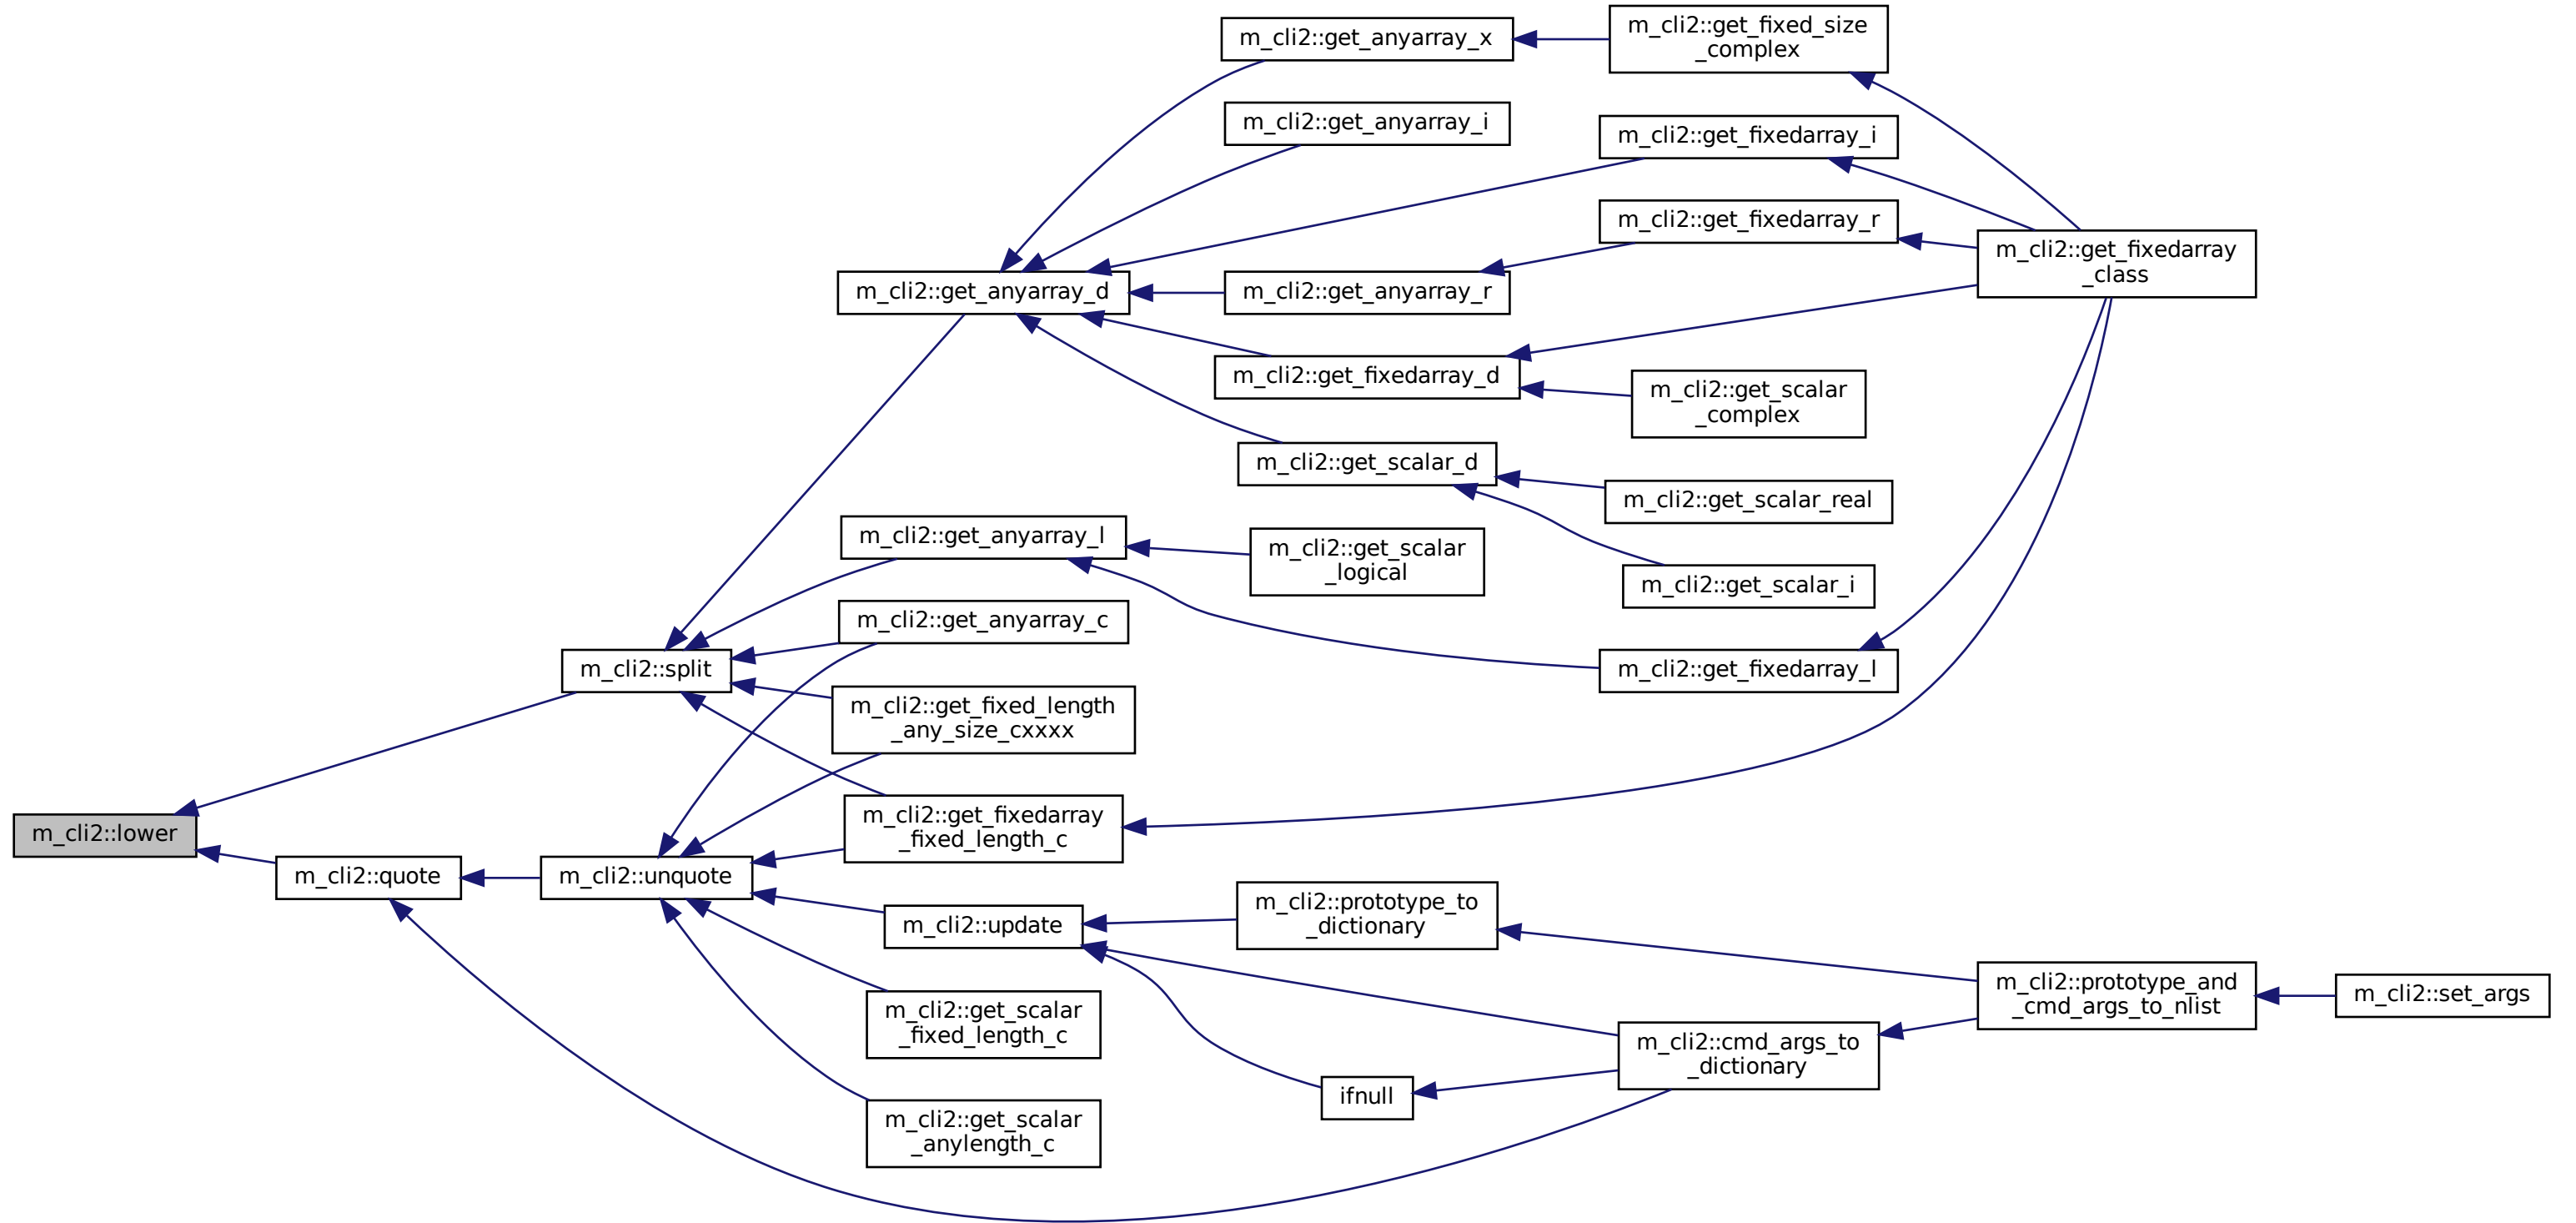 m_cli2::get_anyarray_x
m_cli2::get_fixed_size
_complex
m_cli2::get_anyarray_i
m_cli2::get_fixedarray_i
m_cli2::get_fixedarray_r
m_cli2::get_fixedarray
_class
m_cli2::get_anyarray_d
m_cli2::get_anyarray_r
m_cli2::get_fixedarray_d
m_cli2::get_scalar
_complex
m_cli2::get_scalar_d
m_cli2::get_scalar_real
m_cli2::get_anyarray_l
m_cli2::get_scalar
_logical
m_cli2::get_scalar_i
m_cli2::get_anyarray_c
m_cli2::split
m_cli2::get_fixedarray_l
m_cli2::get_fixed_length
_any_size_cxxxx
m_cli2::get_fixedarray
_fixed_length_c
m_cli2::lower
m_cli2::quote
m_cli2::unquote
m_cli2::update
m_cli2::prototype_to
_dictionary
m_cli2::prototype_and
_cmd_args_to_nlist
m_cli2::set_args
m_cli2::get_scalar
_fixed_length_c
m_cli2::cmd_args_to
_dictionary
ifnull
m_cli2::get_scalar
_anylength_c